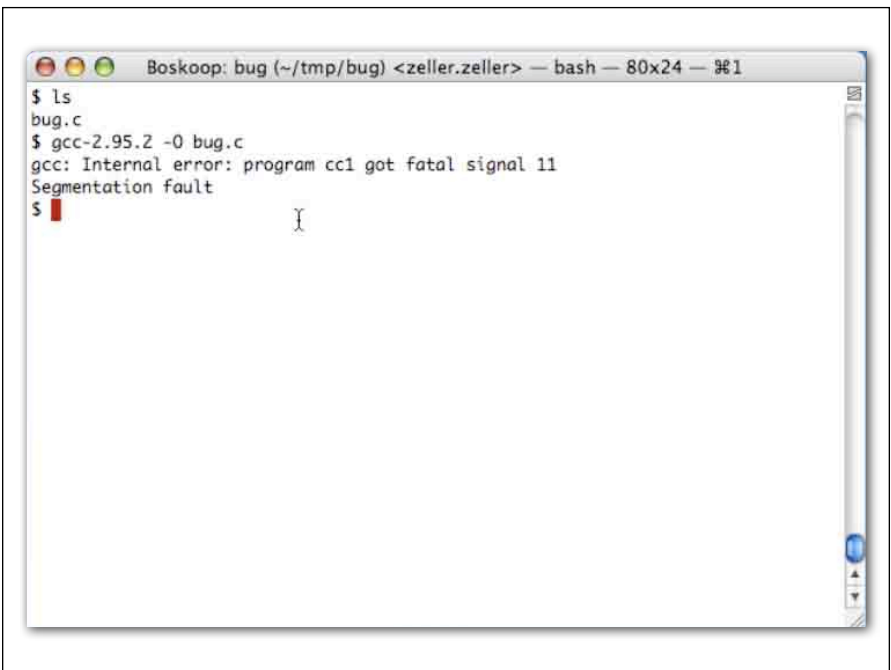 Boskoop: bug (~/tmp/bug) <zeller.zeller> — bash — 80x24 — ⌘1
$ ls
bug.c
$ gcc-2.95.2 -O bug.c
gcc: Internal error: program cc1 got fatal signal 11
Segmentation fault
$